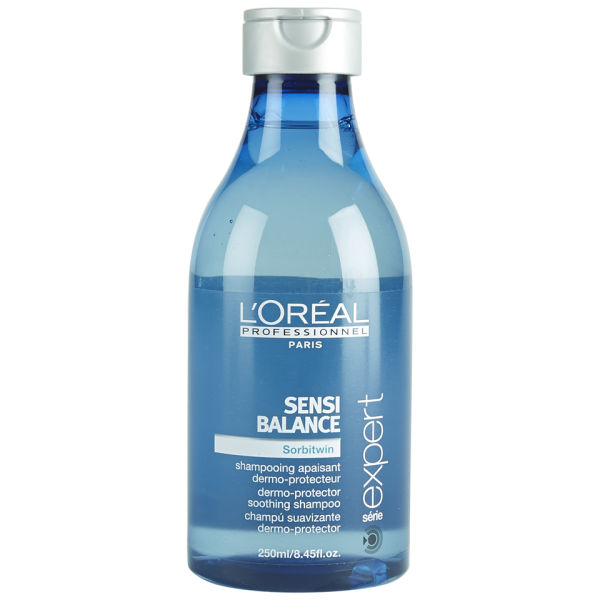 L'ORÉAL
PROFESSIONNEL
PARIS
SENSI
BALANCE
Sorbitwin
shampooing apaisant
dermo-protecteur
dermo-protector
soothing shampoo
champú suavizante
dermo-protector
250ml/8.45fl.oz.
série expert